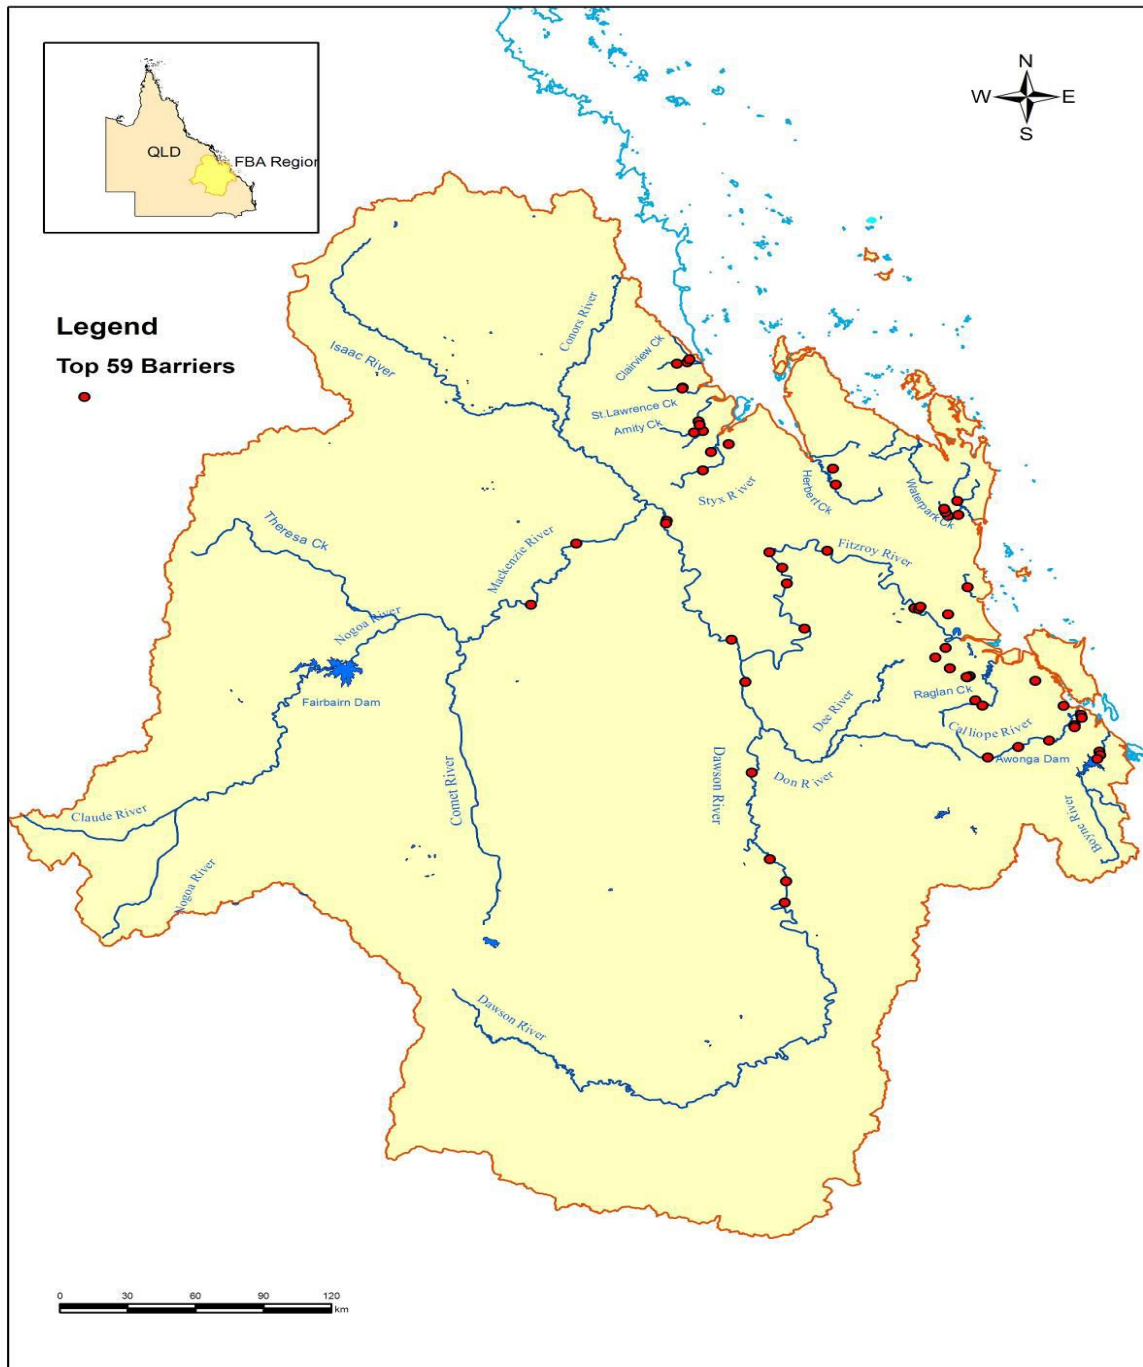 N
W E
S
QLD
FBA Region
Legend
Top 59 Barriers
Isaac River
Conors River
Clairview Ck
St.Lawrence Ck
Amity Ck
Styx River
Herbert Ck
Waterpark Ck
Theresa Ck
Mackenzie River
Fitzroy River
Nogoa River
Fairbairn Dam
Raglan Ck
Dee River
Calliope River
Awonga Dam
Don River
Dawson River
Comet River
Boyne River
Claude River
Nogoa River
Dawson River
0 30 60 90 120
km